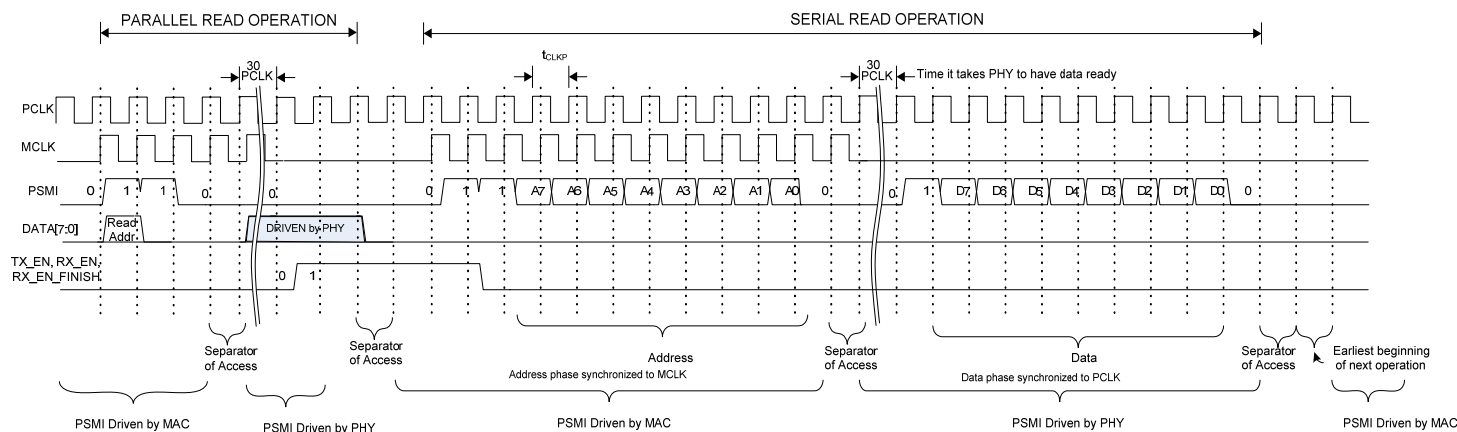 PARALLEL READ OPERATION
SERIAL READ OPERATION
30
PCLK
tCLKP
30
PCLK
Time it takes PHY to have data ready
PCLK
MCLK
PSMI 0 1 1 0 0 0 1 1 A7 A6 A5 A4 A3 A2 A1 A0 0 0 1 D7 D6 D5 D4 D3 D2 D1 D0 0
DATA[7:0] Read Addr DRIVEN by PHY
TX_EN, RX_EN,
RX_EN_FINISH 0 1
Separator
of Access
Separator
of Access
Address
Separator
of Access
Data
Separator
of Access
Earliest beginning
of next operation
Address phase synchronized to MCLK
Data phase synchronized to PCLK
PSMI Driven by MAC
PSMI Driven by PHY
PSMI Driven by MAC
PSMI Driven by PHY
PSMI Driven by MAC